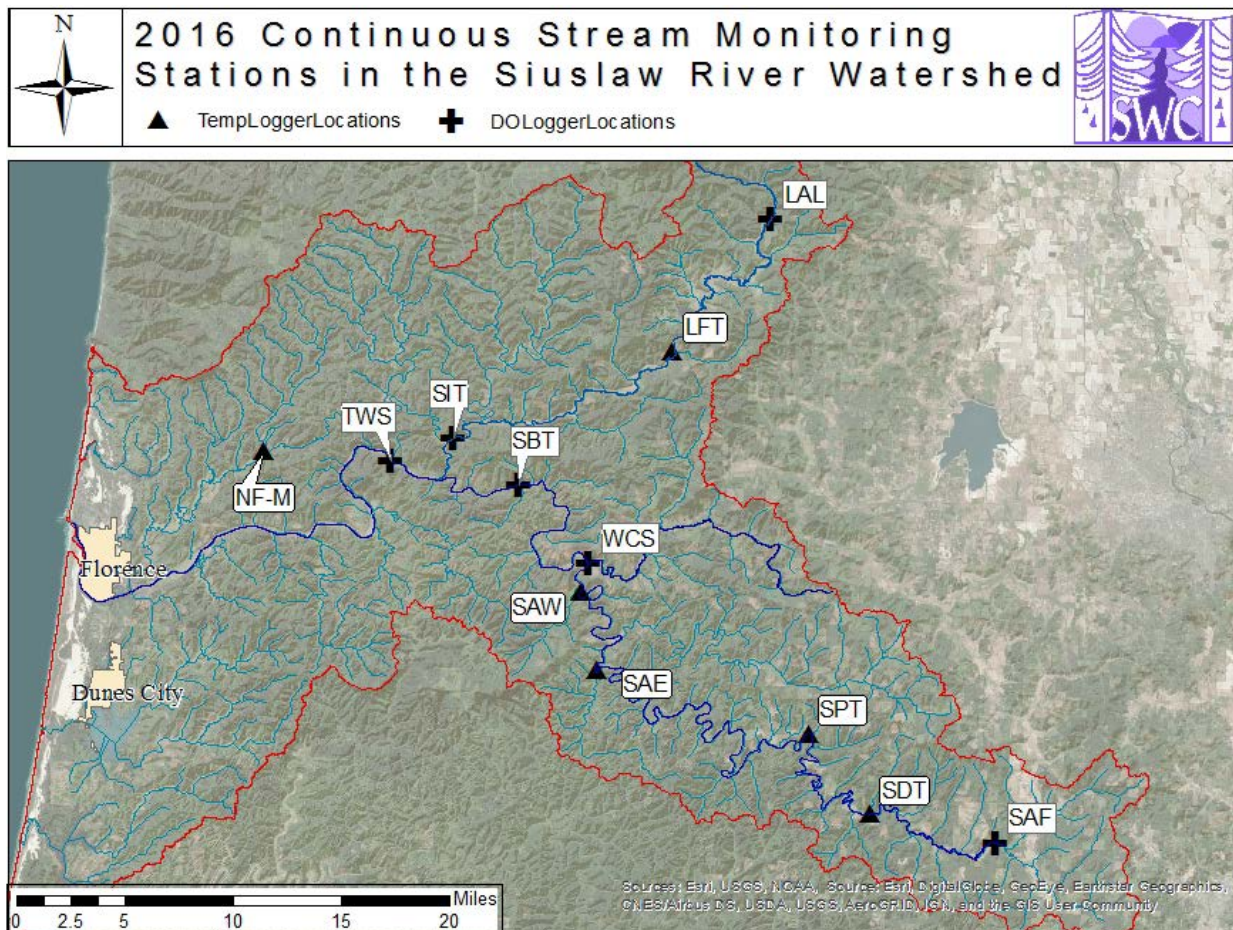 N
2016 Continuous Stream Monitoring
Stations in the Siuslaw River Watershed
TempLoggerLocations DOLoggerLocations
SWC
LAL
LFT
SIT
TWS
SBT
NF-M
WCS
Florence
SAW
SAE
Dunes City
SPT
SDT
SAF
Miles
0 2.5 5 10 15 20
Sources: Esri, USGS, NOAA, Source: Esri, DigitalGlobe, GeoEye, Earthstar Geographics,
CNES/Airbus DS, USDA, USGS, AeroGRID, IGN, and the GIS User Community